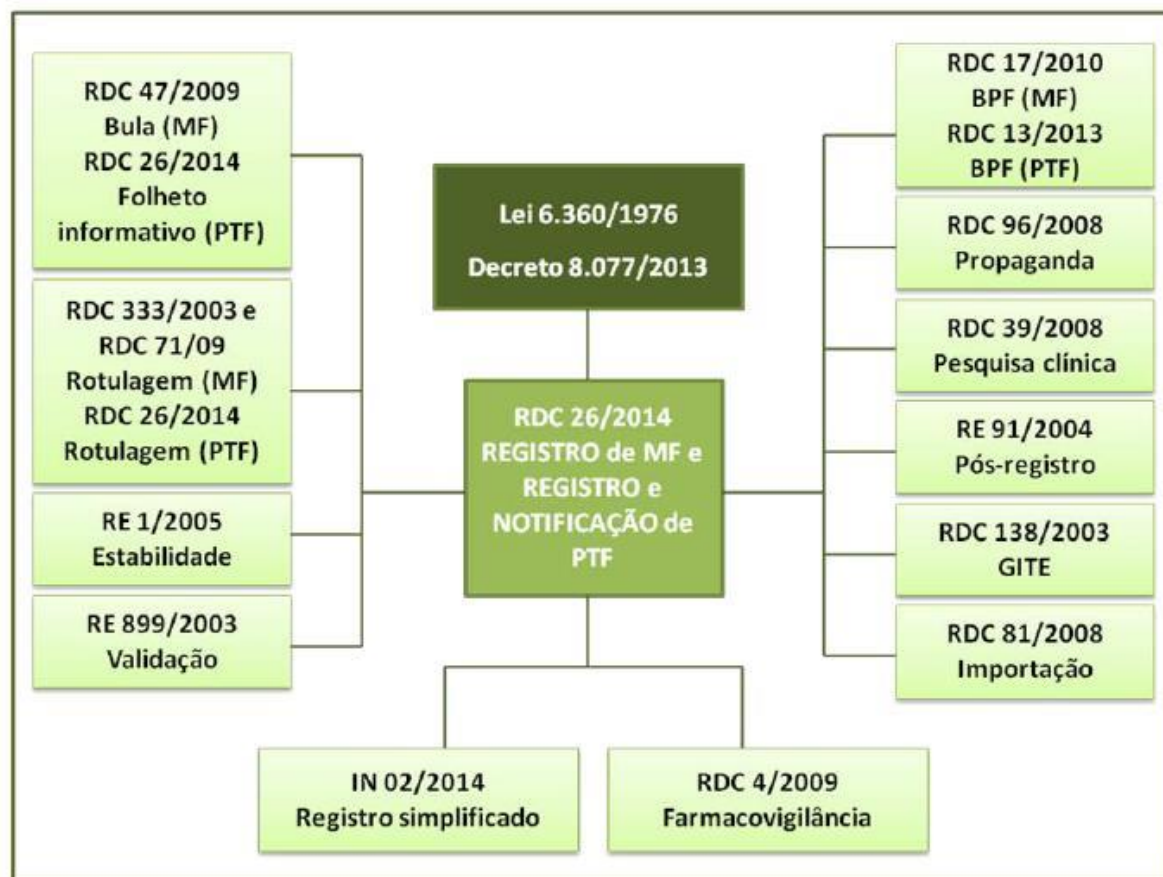 RDC 47/2009
Bula (MF)
RDC 26/2014
Folheto
informativo (PTF)
RDC 333/2003 e
RDC 71/09
Rotulagem (MF)
RDC 26/2014
Rotulagem (PTF)
RE 1/2005
Estabilidade
RE 899/2003
Validação
Lei 6.360/1976
Decreto 8.077/2013
RDC 26/2014
REGISTRO de MF e
REGISTRO e
NOTIFICAÇÃO de
PTF
RDC 17/2010
BPF (MF)
RDC 13/2013
BPF (PTF)
RDC 96/2008
Propaganda
RDC 39/2008
Pesquisa clínica
RE 91/2004
Pós-registro
RDC 138/2003
GITE
RDC 81/2008
Importação
IN 02/2014
Registro simplificado
RDC 4/2009
Farmacovigilância